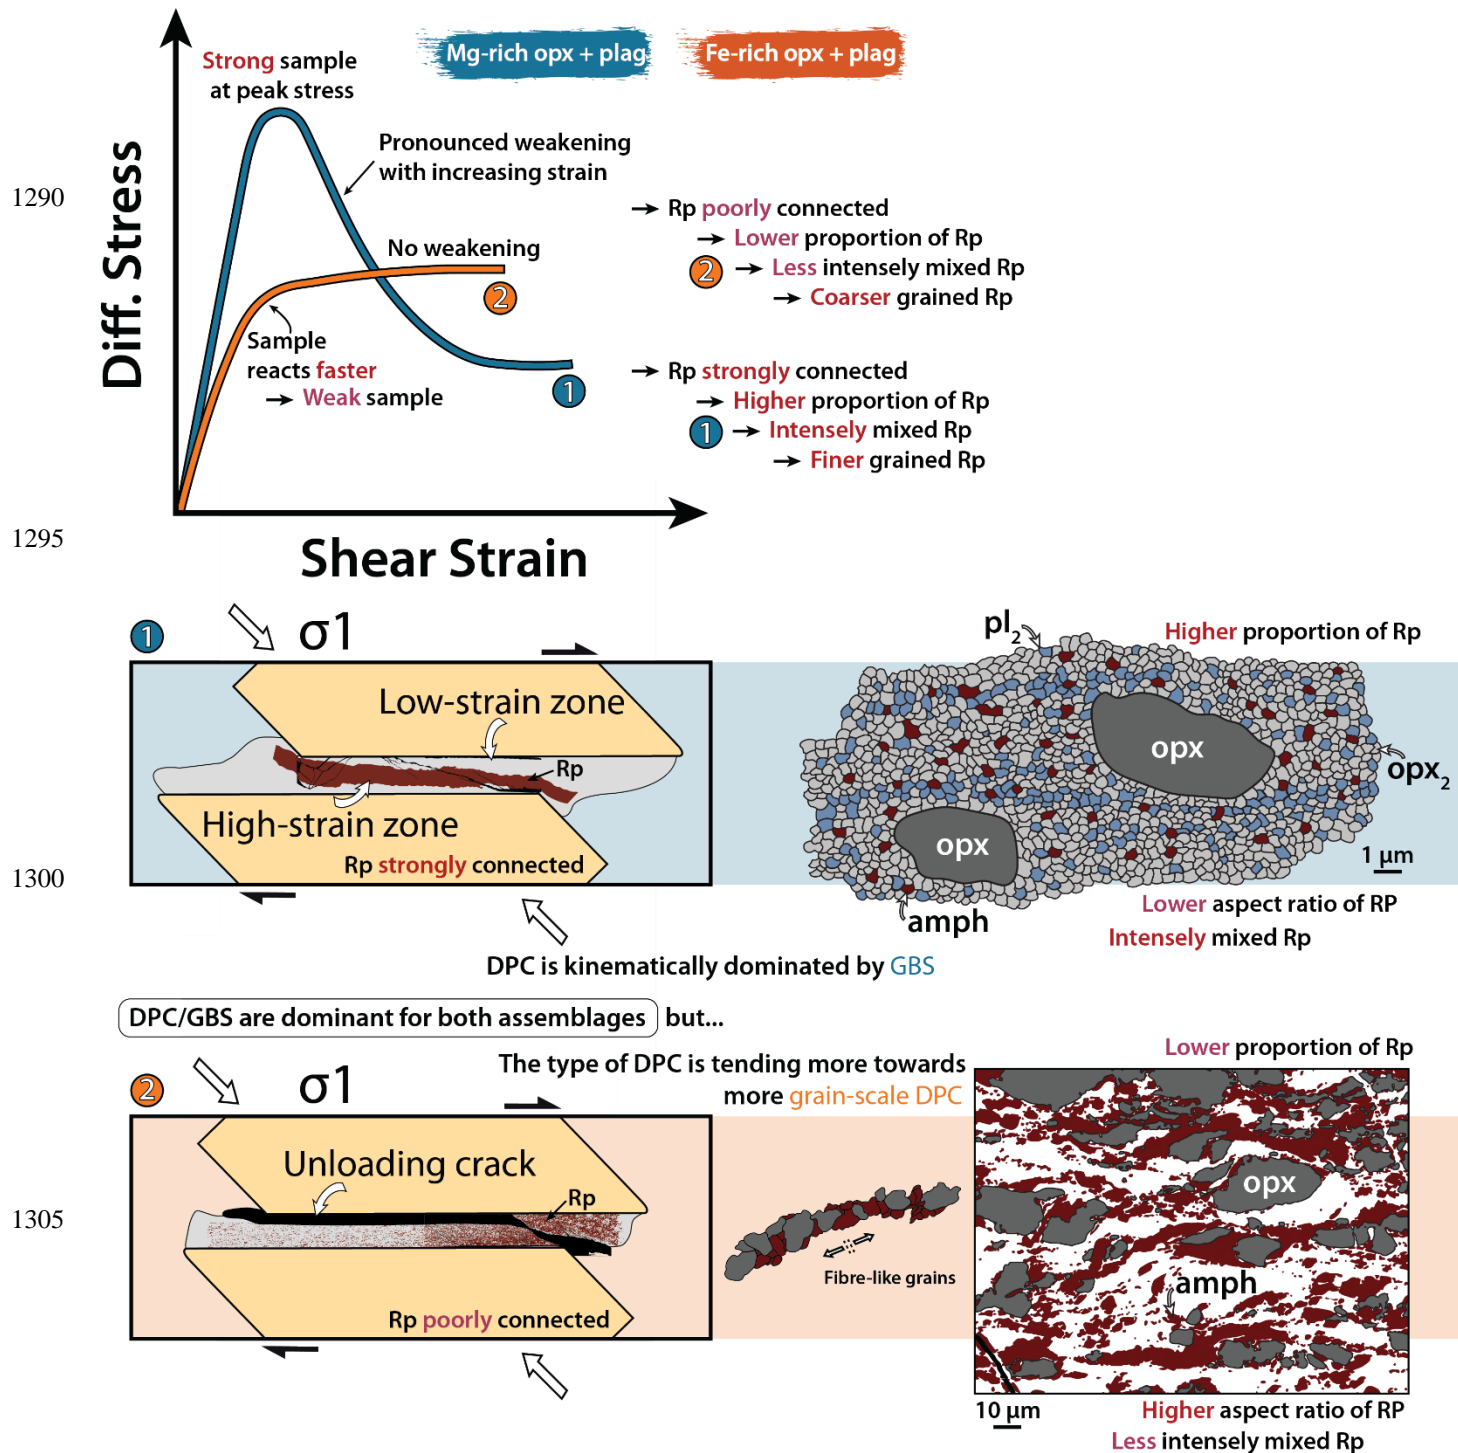 Mg-rich opx + plag
Fe-rich opx + plag
Strong sample
at peak stress
Pronounced weakening
with increasing strain
1290
→ Rp poorly connected
→ Lower proportion of Rp
No weakening
2 → Less intensely mixed Rp
→ Coarser grained Rp
2
Diff. Stress
Sample
reacts faster
→ Weak sample
1
→ Rp strongly connected
→ Higher proportion of Rp
1 → Intensely mixed Rp
→ Finer grained Rp
1295
Shear Strain
1
σ1
pl2
Higher proportion of Rp
Low-strain zone
Rp
High-strain zone
Rp strongly connected
opx
opx2
opx
1 µm
1300
amph
Lower aspect ratio of RP
Intensely mixed Rp
DPC is kinematically dominated by GBS
DPC/GBS are dominant for both assemblages but...
The type of DPC is tending more towards
more grain-scale DPC
Lower proportion of Rp
2
σ1
Unloading crack
Rp
1305
Rp poorly connected
Fibre-like grains
opx
amph
10 µm
Higher aspect ratio of RP
Less intensely mixed Rp